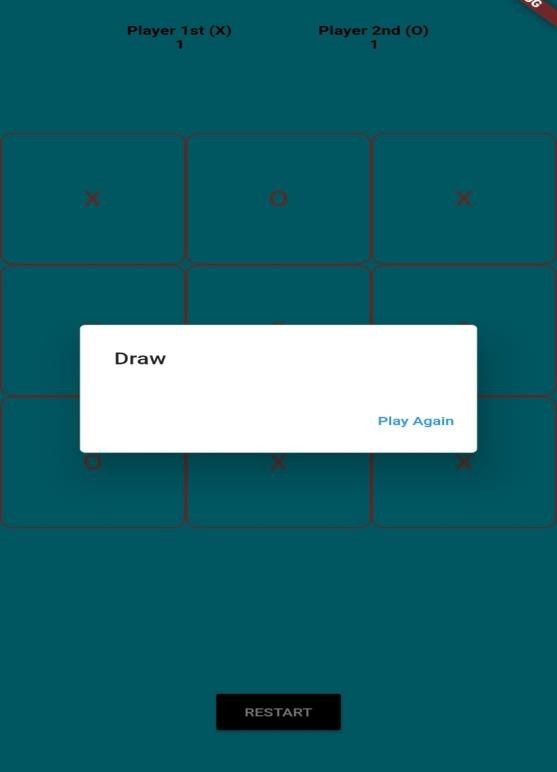 Player 1st (X) Player 2nd (O)
1 1
X O X
Draw
Play Again
O X X
RESTART